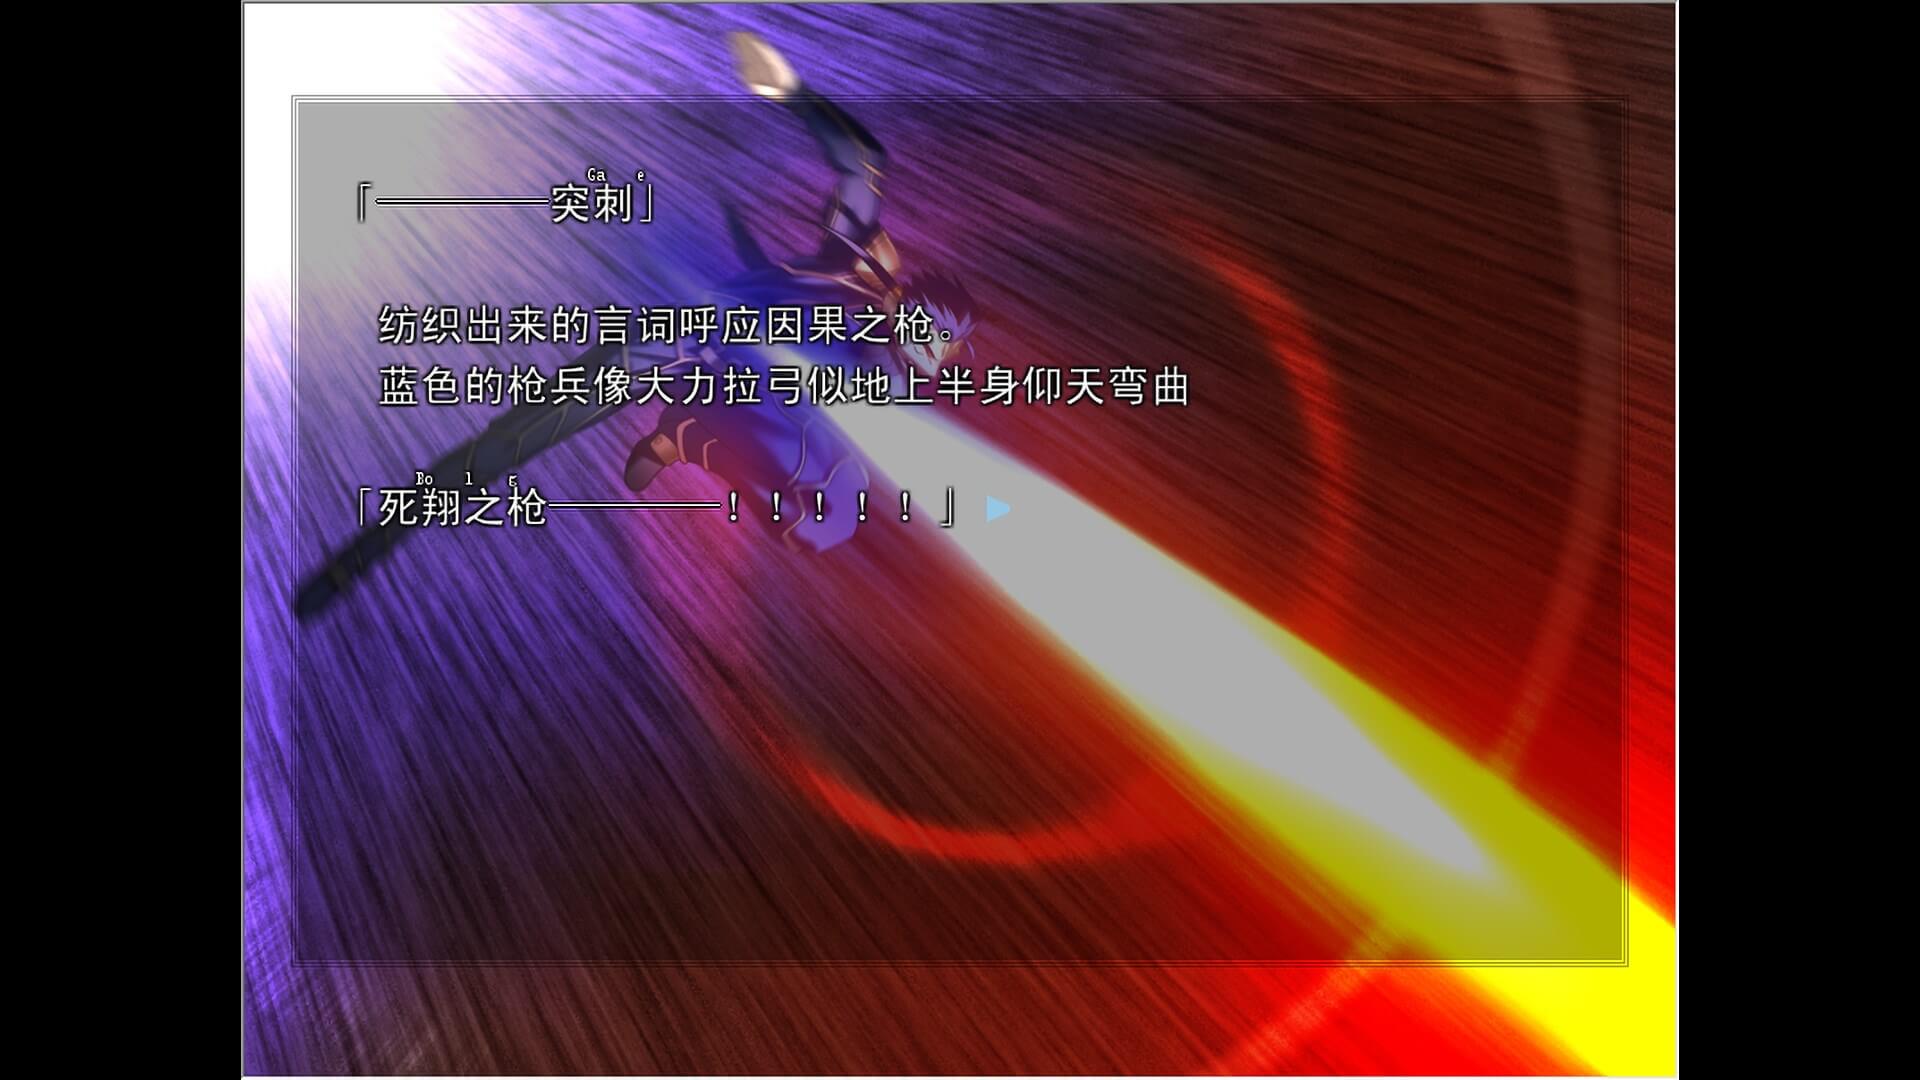 Ga e
「————突刺」
纺织出来的言词呼应因果之枪。
蓝色的枪兵像大力拉弓似地上半身仰天弯曲
Bo l g
「死翔之枪————！！！！！」